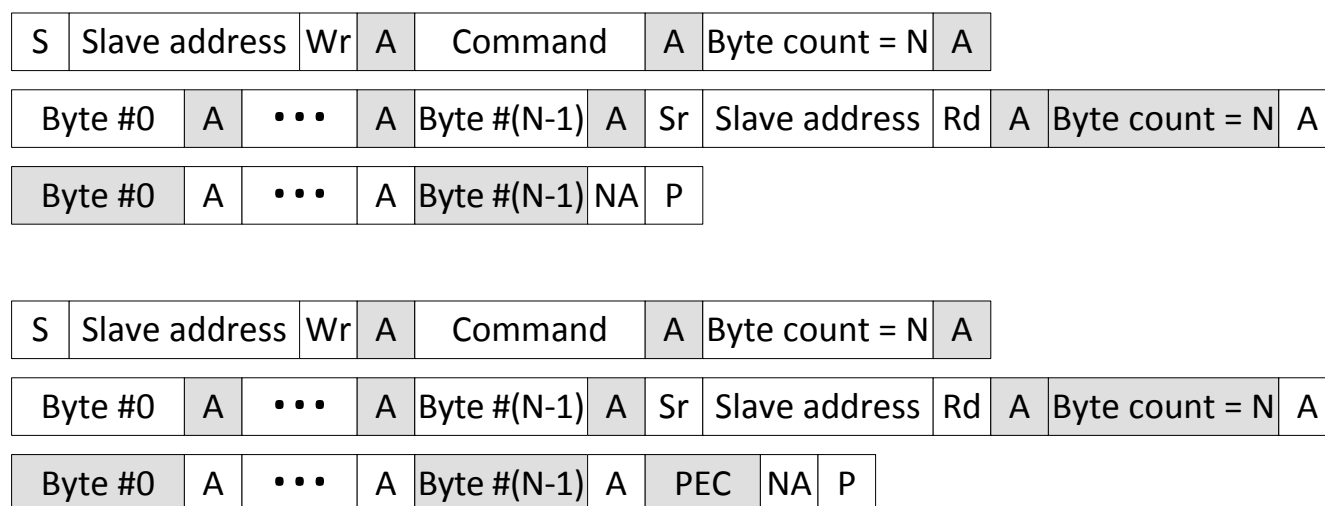 S Slave address Wr A Command A Byte count = N A
Byte #0 A ••• A Byte #(N-1) A Sr Slave address Rd A Byte count = N A
Byte #0 A ••• A Byte #(N-1) NA P
S Slave address Wr A Command A Byte count = N A
Byte #0 A ••• A Byte #(N-1) A Sr Slave address Rd A Byte count = N A
Byte #0 A ••• A Byte #(N-1) A PEC NA P